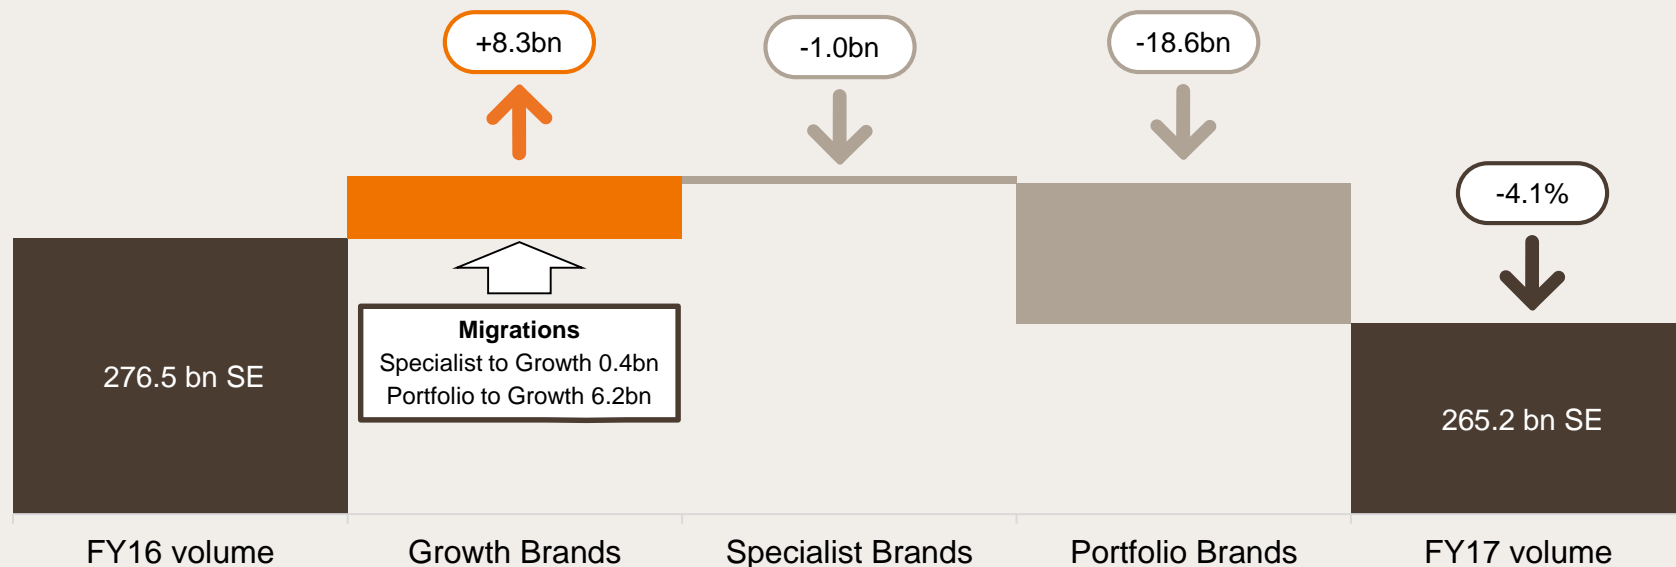 +8.3bn
-1.0bn
-18.6bn
-4.1%
Migrations
Specialist to Growth 0.4bn
Portfolio to Growth 6.2bn
276.5 bn SE
265.2 bn SE
FY16 volume
Growth Brands
Specialist Brands
Portfolio Brands
FY17 volume